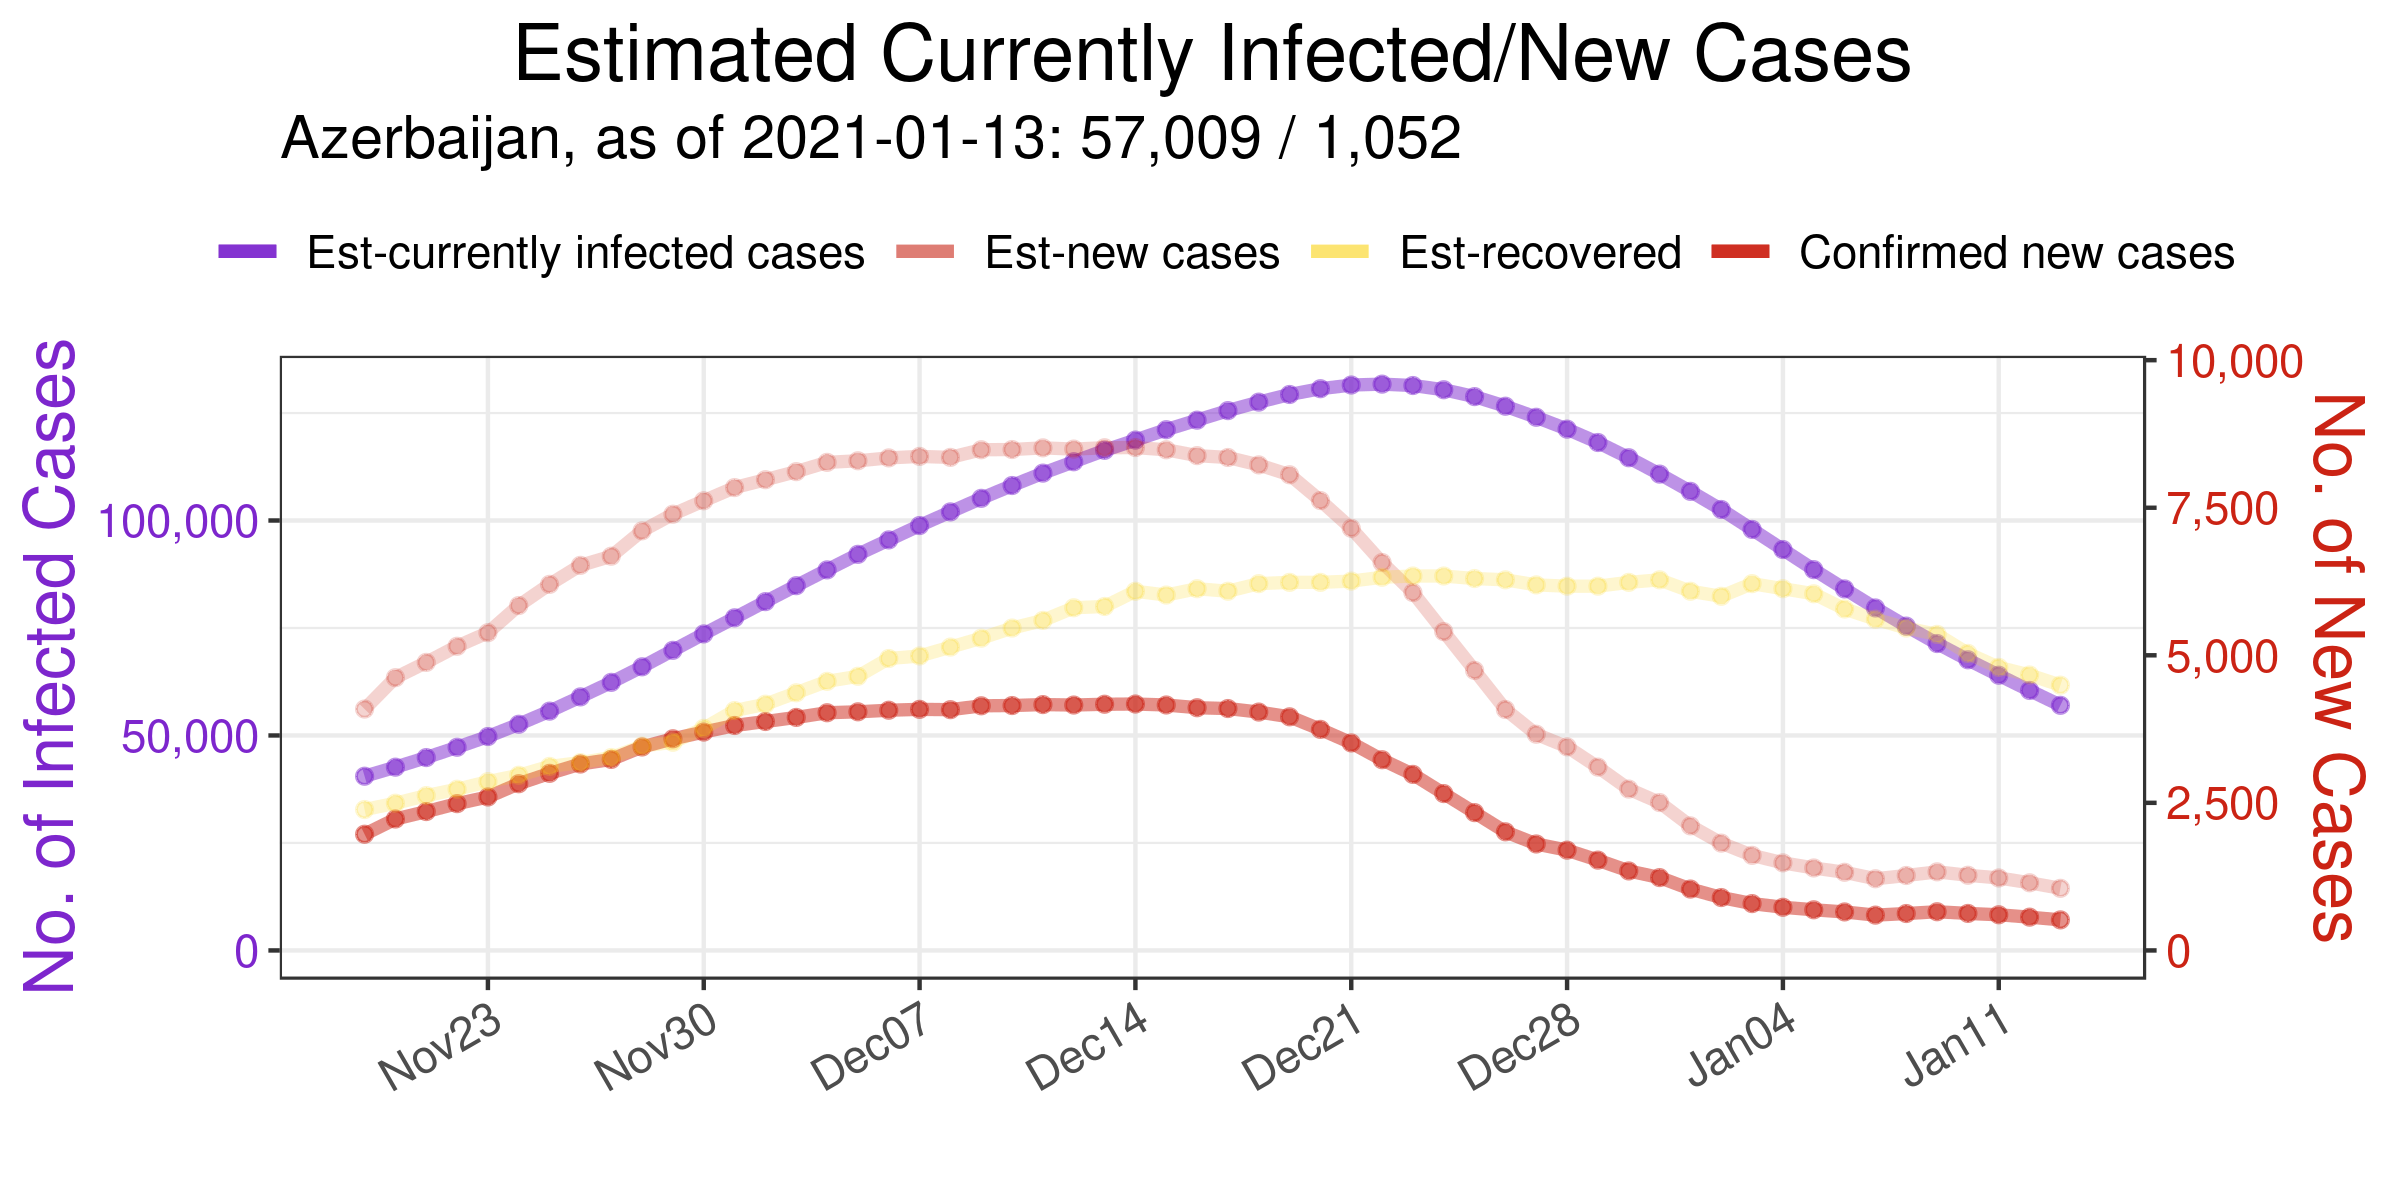 Estimated Currently Infected/New Cases
Azerbaijan, as of 2021-01-13: 57,009 / 1,052
Est-currently infected cases Est-new cases Est-recovered Confirmed new cases
No. of Infected Cases
100,000
50,000
0
10,000
7,500
5,000
2,500
0
No. of New Cases
Nov23 Nov30 Dec07 Dec14 Dec21 Dec28 Jan04 Jan11